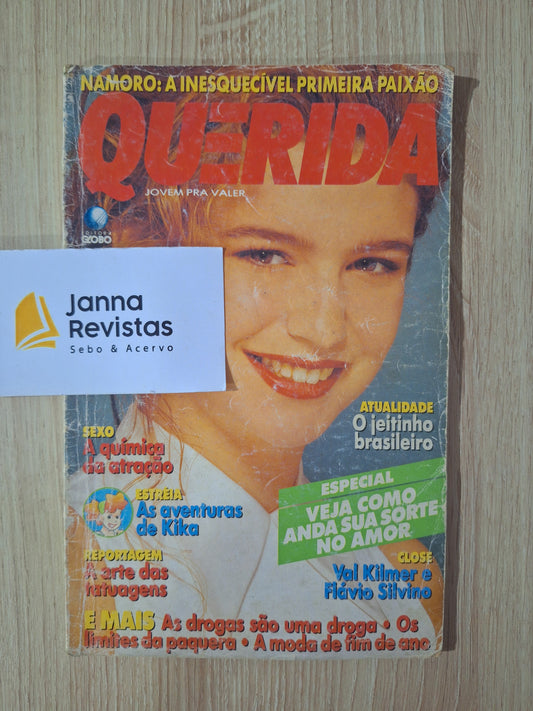 NAMORO: A INESQUECÍVEL PRIMEIRA PAIXÃO
QUERIDA
JOVEM PRA VALER
EDITORA
GLOBO
Janna
Revistas
Sebo & Acervo
ATUALIDADE
O jeitinho
brasileiro
SEXO
A química
da atração
ESPECIAL
VEJA COMO
ANDA SUA SORTE
NO AMOR
ESTRÉIA
As aventuras
de Kika
REPORTAGEM
A arte das
tatuagens
CLOSE
Val Kilmer e
Flávio Silvino
E MAIS As drogas são uma droga • Os
limites da paquera • A moda de fim de ano